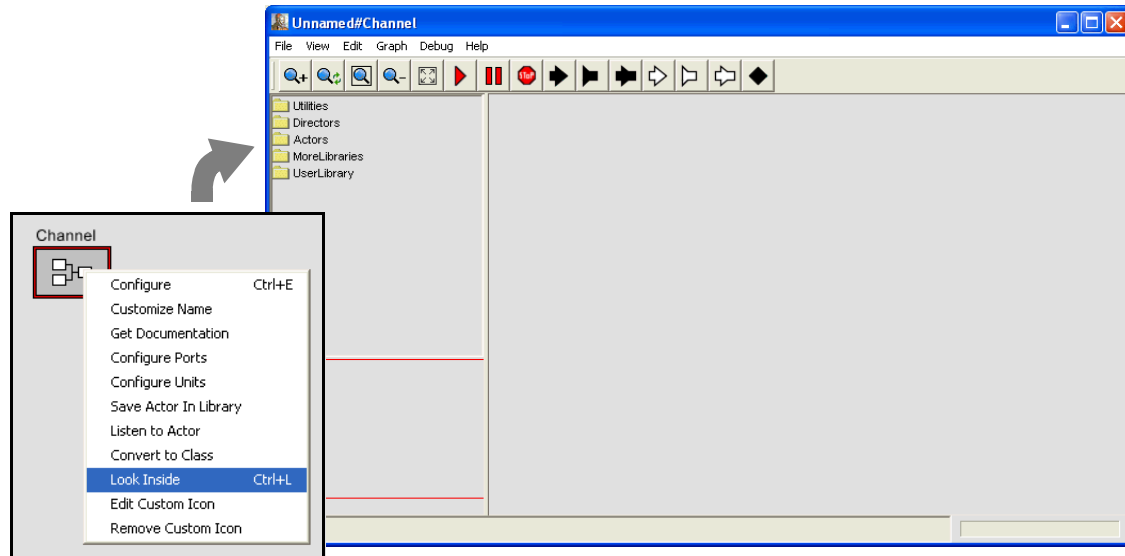 Unnamed#Channel
File View Edit Graph Debug Help
STOP
Utilities
Directors
Actors
MoreLibraries
UserLibrary
Channel
Configure Ctrl+E
Customize Name
Get Documentation
Configure Ports
Configure Units
Save Actor In Library
Listen to Actor
Convert to Class
Look Inside Ctrl+L
Edit Custom Icon
Remove Custom Icon